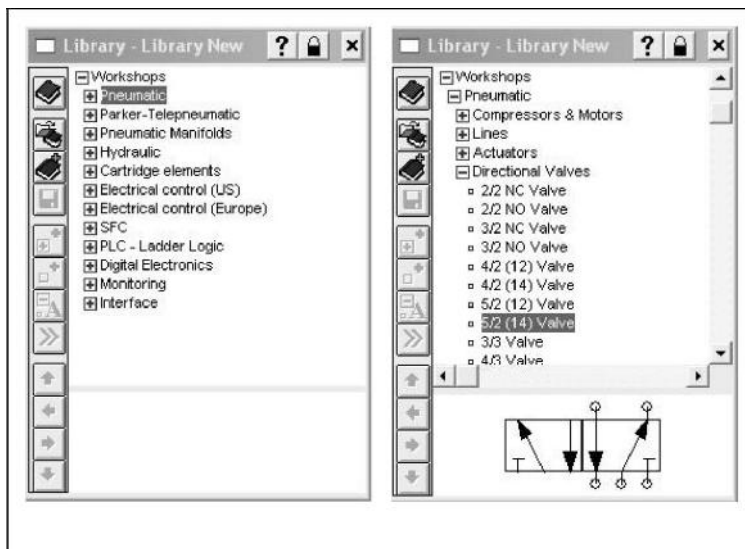 Library - Library New
Workshops
Pneumatic
Parker-Telepneumatic
Pneumatic Manifolds
Hydraulic
Cartridge elements
Electrical control (US)
Electrical control (Europe)
SFC
PLC - Ladder Logic
Digital Electronics
Monitoring
Interface
Library - Library New
Workshops
Pneumatic
Compressors & Motors
Lines
Actuators
Directional Valves
2/2 NC Valve
2/2 NO Valve
3/2 NC Valve
3/2 NO Valve
4/2 (12) Valve
4/2 (14) Valve
5/2 (12) Valve
5/2 (14) Valve
3/3 Valve
4/3 Valve